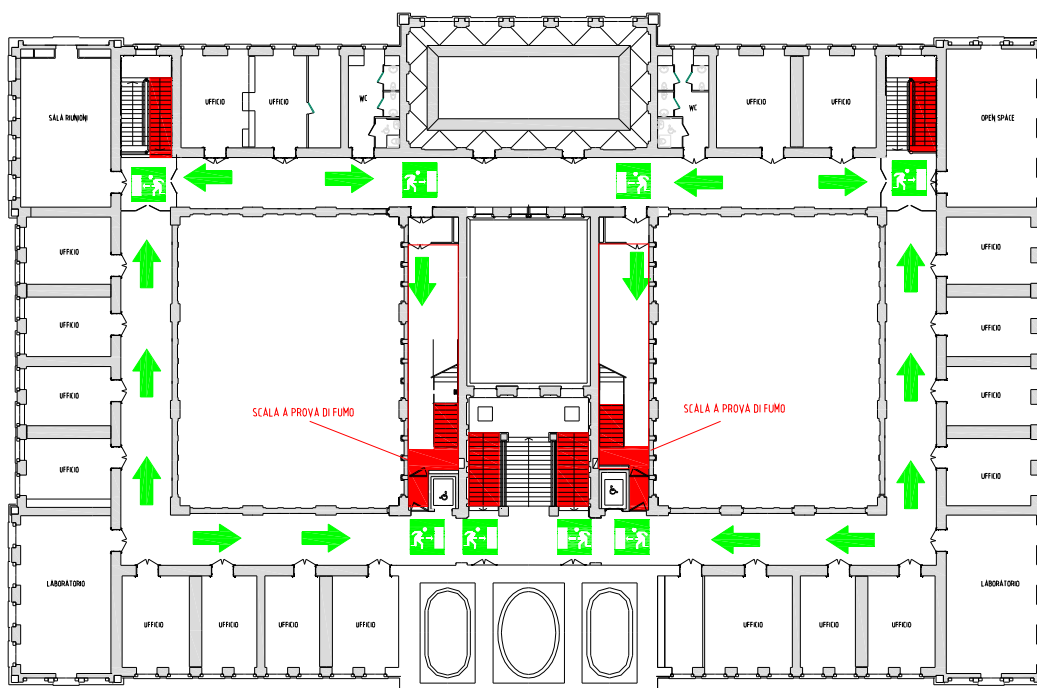 UFFICIO
UFFICIO
WC
WC
UFFICIO
UFFICIO
SALA RIUNIONI
OPEN SPACE
UFFICIO
UFFICIO
UFFICIO
UFFICIO
UFFICIO
UFFICIO
SCALA A PROVA DI FUMO
SCALA A PROVA DI FUMO
UFFICIO
UFFICIO
LABORATORIO
LABORATORIO
UFFICIO
UFFICIO
UFFICIO
UFFICIO
UFFICIO
UFFICIO
UFFICIO